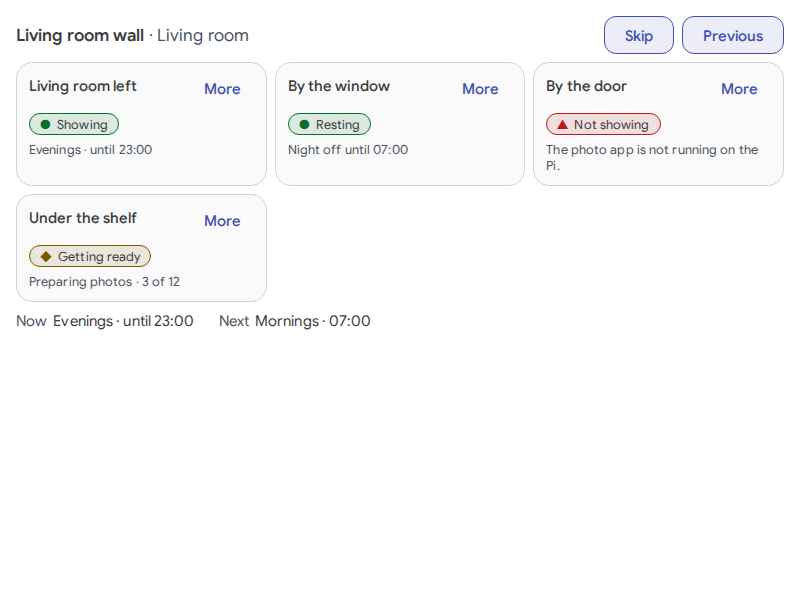 Living room wall · Living room
Skip
Previous
Living room left
More
Showing
Evenings · until 23:00
By the window
More
Resting
Night off until 07:00
By the door
More
Not showing
The photo app is not running on the
Pi.
Under the shelf
More
Getting ready
Preparing photos · 3 of 12
Now Evenings · until 23:00
Next Mornings · 07:00